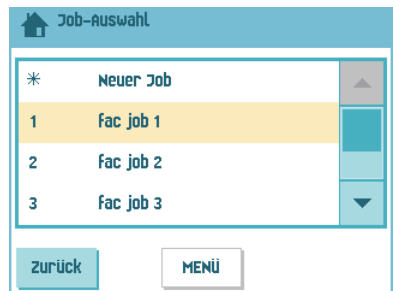 Job-Auswahl
* Neuer Job
1 fac job 1
2 fac job 2
3 fac job 3
zurück MENÜ